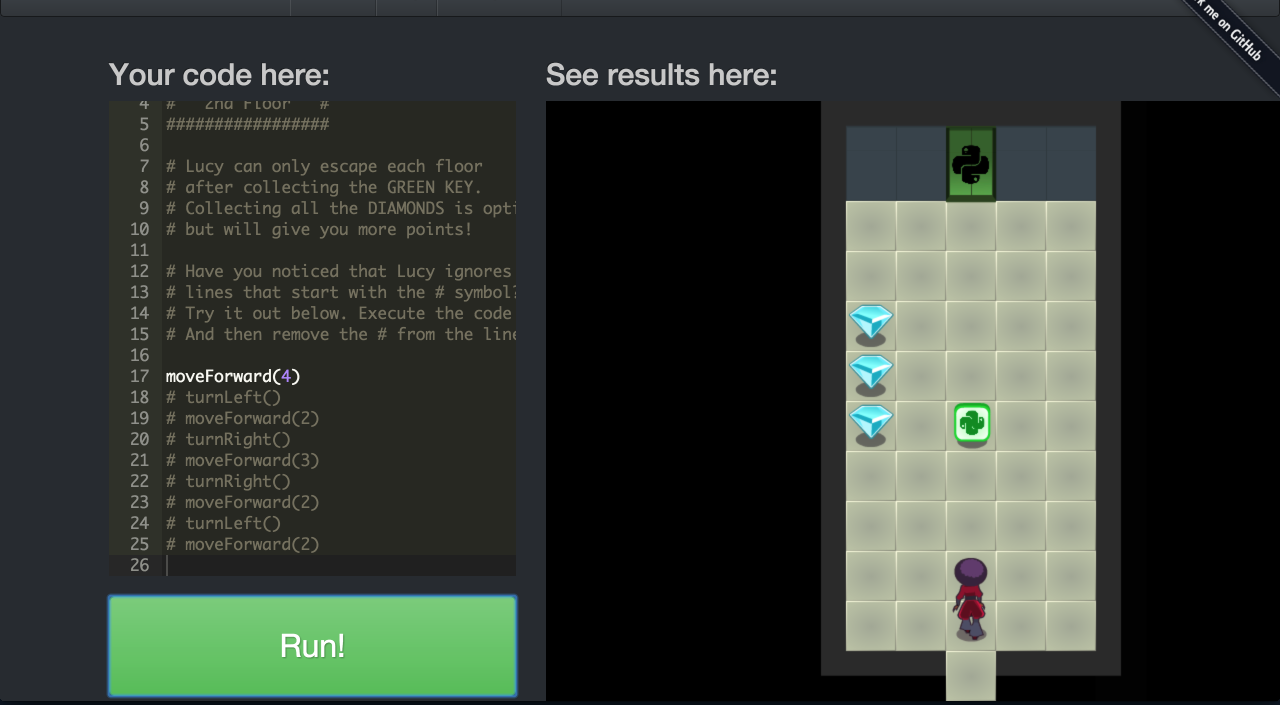 k me on GitHub
Your code here:
See results here:
4 # 2nd Floor #
5 #################
6
7 # Lucy can only escape each floor
8 # after collecting the GREEN KEY.
9 # Collecting all the DIAMONDS is opti
10 # but will give you more points!
11
12 # Have you noticed that Lucy ignores
13 # lines that start with the # symbol?
14 # Try it out below. Execute the code
15 # And then remove the # from the line
16
17 moveForward(4)
18 # turnLeft()
19 # moveForward(2)
20 # turnRight()
21 # moveForward(3)
22 # turnRight()
23 # moveForward(2)
24 # turnLeft()
25 # moveForward(2)
26
Run!